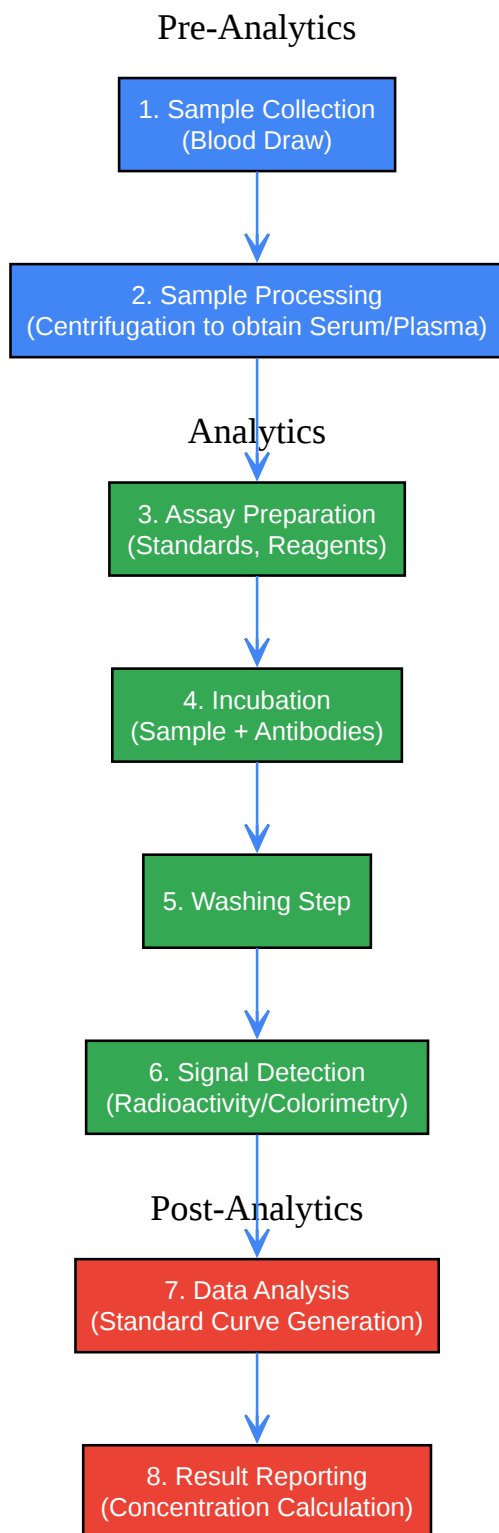 Pre-Analytics
1. Sample Collection
(Blood Draw)
2. Sample Processing
(Centrifugation to obtain Serum/Plasma)
Analytics
3. Assay Preparation
(Standards, Reagents)
4. Incubation
(Sample + Antibodies)
5. Washing Step
6. Signal Detection
(Radioactivity/Colorimetry)
Post-Analytics
7. Data Analysis
(Standard Curve Generation)
8. Result Reporting
(Concentration Calculation)